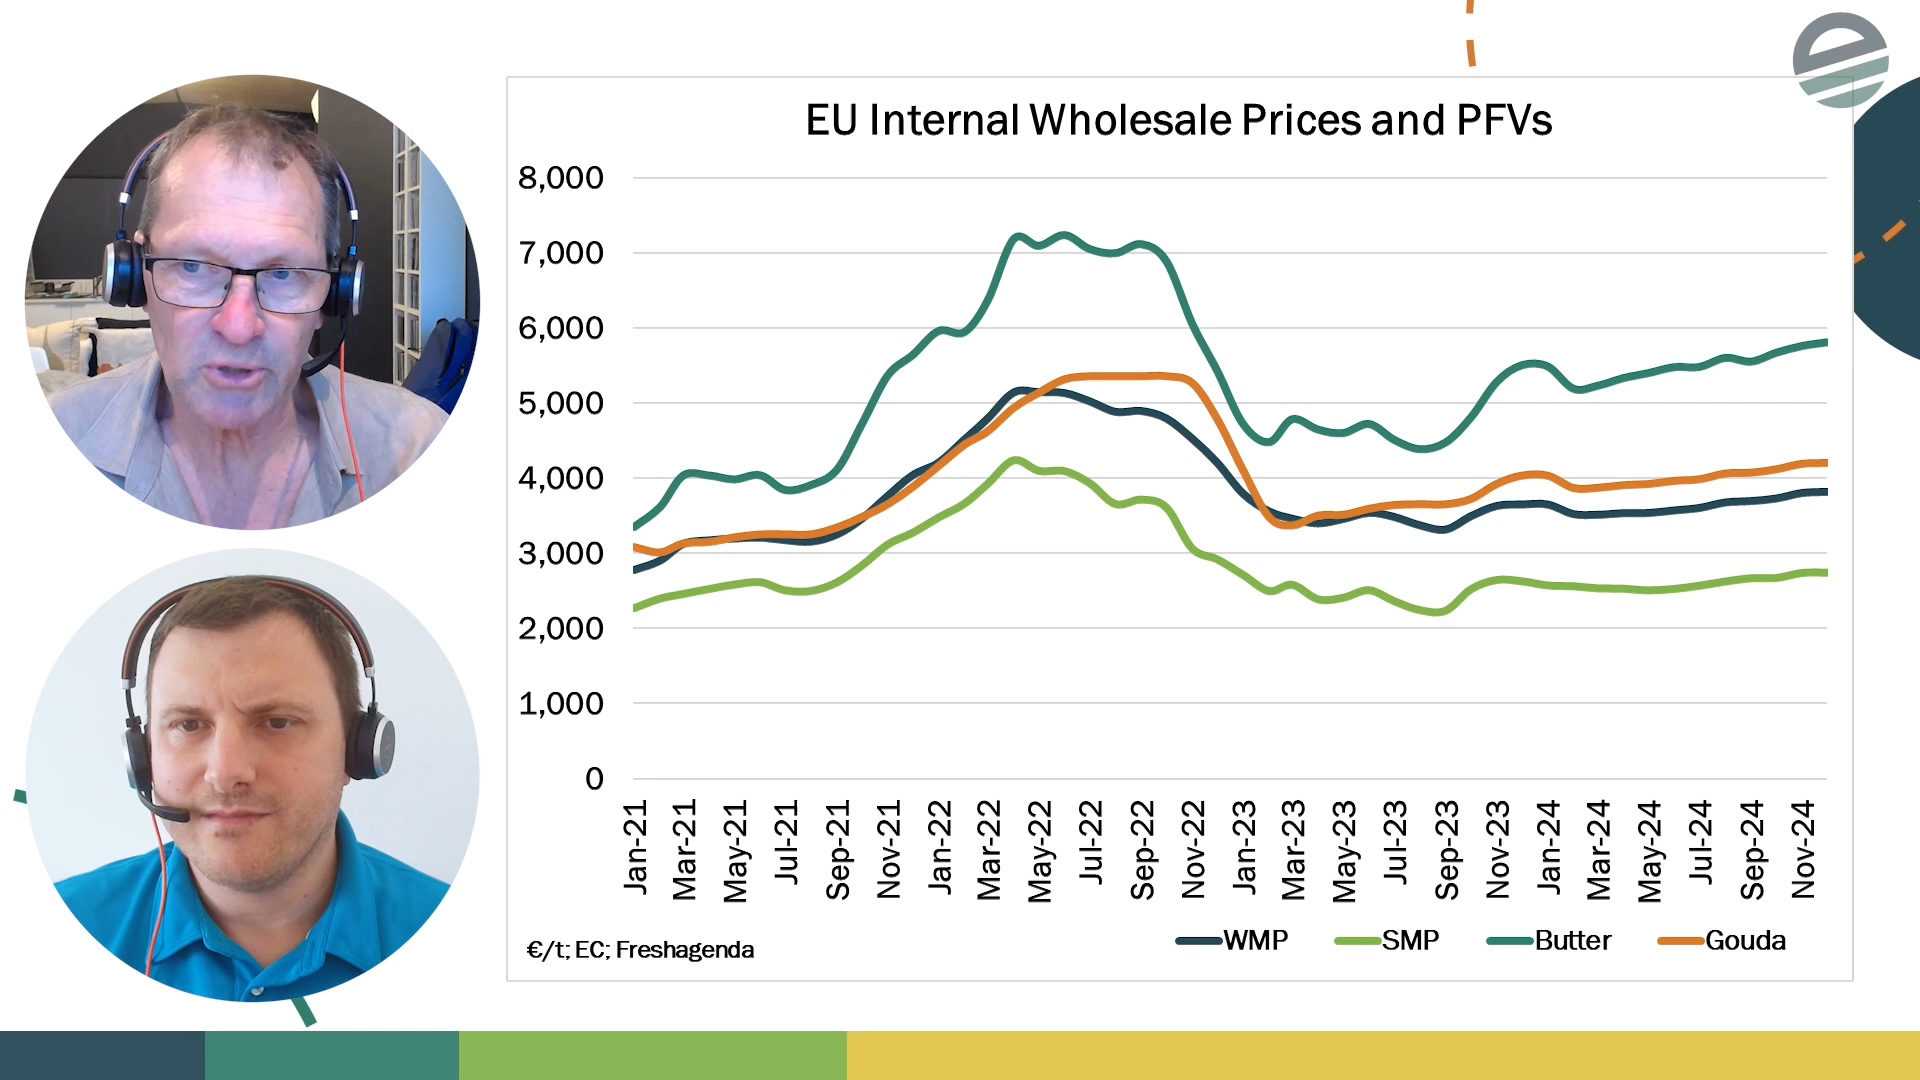 EU Internal Wholesale Prices and PFVs
8,000
7,000
6,000
5,000
4,000
3,000
2,000
1,000
0
Jan-21
Mar-21
May-21
Jul-21
Sep-21
Nov-21
Jan-22
Mar-22
May-22
Jul-22
Sep-22
Nov-22
Jan-23
Mar-23
May-23
Jul-23
Sep-23
Nov-23
Jan-24
Mar-24
May-24
Jul-24
Sep-24
Nov-24
WMP
SMP
Butter
Gouda
€/t; EC; Freshagenda